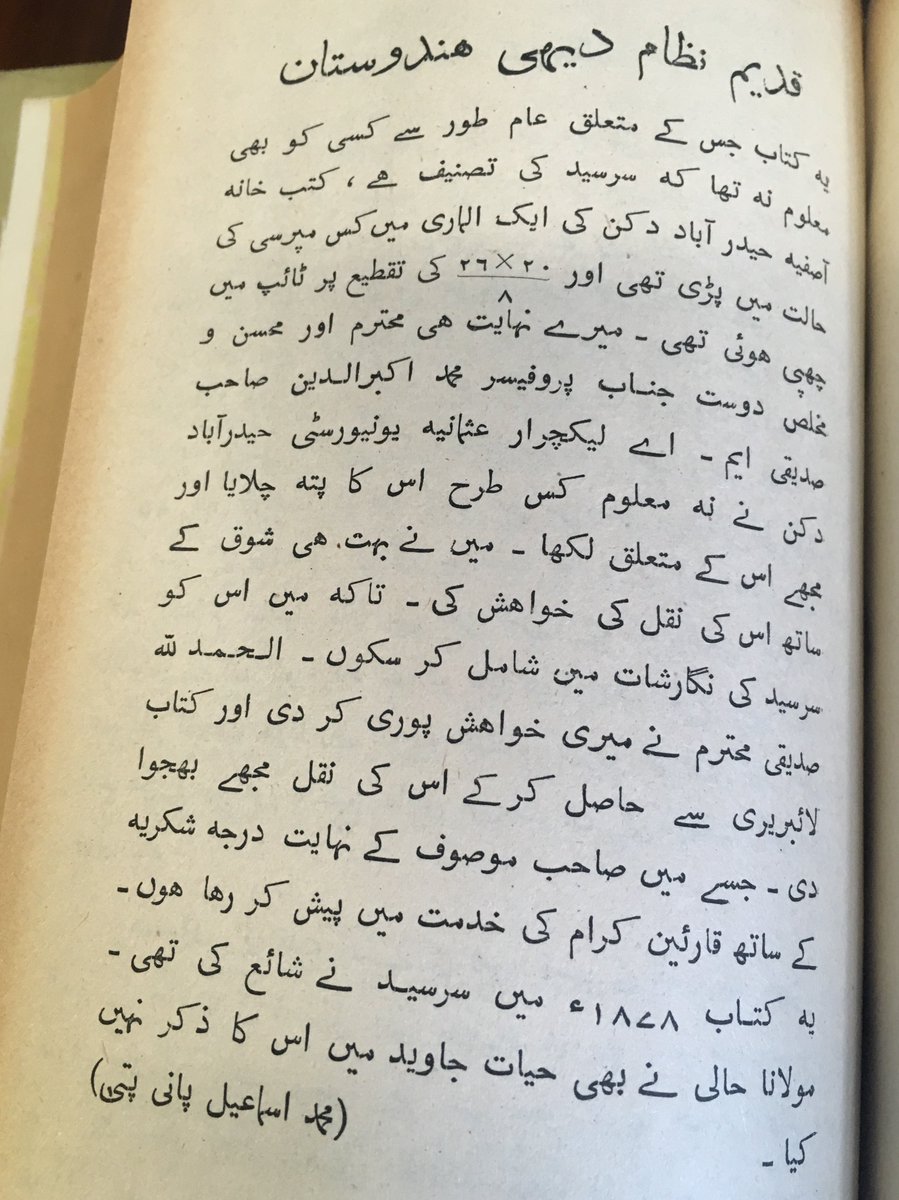 قدیم نظام دیہی ہندوستان
یہ کتاب جس کے متعلق عام طور سے کسی کو بھی
معلوم نہ تھا کہ سرسید کی تصنیف ہے ، کتب خانہ
آصفیہ حیدر آباد دکن کی ایک الماری میں کس مپرسی کی
حالت میں پڑی تھی اور ۲۰×۲۶ کی تقطیع پر ٹائپ میں
۸
چھپی ہوئی تھی ۔ میرے نہایت ہی محترم اور محسن و
مخلص دوست جناب پروفیسر محمد اکبرالدین صاحب
صدیقی ایم ۔ اے لیکچرار عثمانیہ یونیورسٹی حیدرآباد
دکن نے نہ معلوم کس طرح اس کا پتہ چلایا اور
مجھے اس کے متعلق لکھا ۔ میں نے بہت ہی شوق کے
ساتھ اس کی نقل کی خواہش کی ۔ تاکہ میں اس کو
سرسید کی نگارشات میں شامل کر سکوں ۔ الحمد للہ
صدیقی محترم نے میری خواہش پوری کر دی اور کتاب
لائبریری سے حاصل کر کے اس کی نقل مجھے بھجوا
دی ۔ جسے میں صاحب موصوف کے نہایت درجہ شکریہ
کے ساتھ قارئین کرام کی خدمت میں پیش کر رہا ہوں ۔
یہ کتاب ۱۸۷۸ء میں سرسید نے شائع کی تھی ۔
مولانا حالی نے بھی حیات جاوید میں اس کا ذکر نہیں
کیا ۔
(محمد اسماعیل پانی پتی)